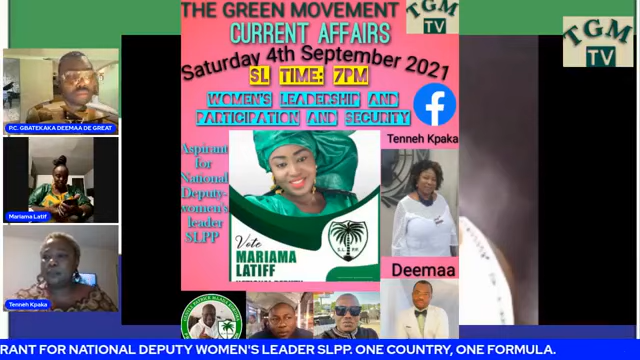 THE GREEN MOVEMENT
TGM
TV
CURRENT AFFAIRS
Saturday 4th September 2021
SL TIME: 7PM
WOMEN'S LEADERSHIP AND
PARTICIPATION AND SECURITY
Aspirant
for
National
Deputy-
women's
leader
SLPP
Vote
MARIAMA
LATIFF
Tenneh Kpaka
Deemaa
TGM
TV
P.C. GBATEKAKA DEEMAA DE GREAT
Mariama Latif
Tenneh Kpaka
RANT FOR NATIONAL DEPUTY WOMEN'S LEADER SLPP. ONE COUNTRY, ONE FORMULA.